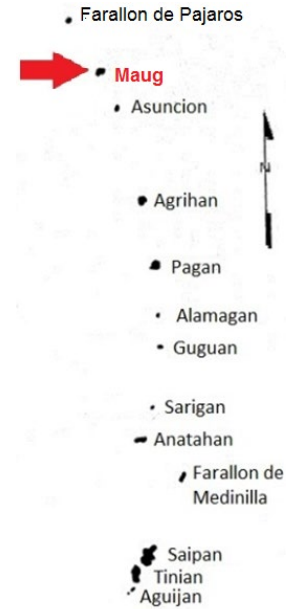 Farallon de Pajaros
Maug
Asuncion
N
Agrihan
Pagan
Alamagan
Guguan
Sarigan
Anatahan
Farallon de
Medinilla
Saipan
Tinian
Aguijan